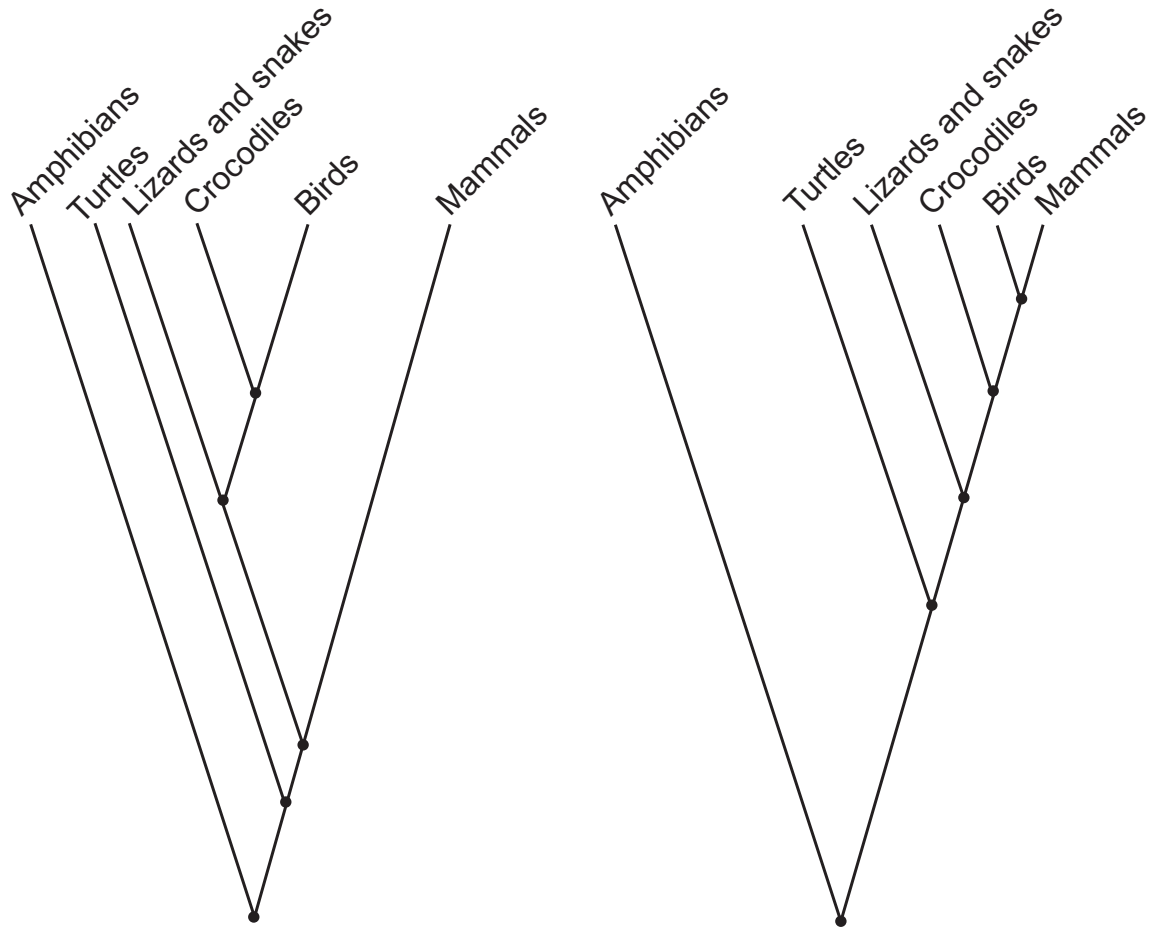 Amphibians
Turtles
Lizards and snakes
Crocodiles
Birds
Mammals
Amphibians
Turtles
Lizards and snakes
Crocodiles
Birds
Mammals